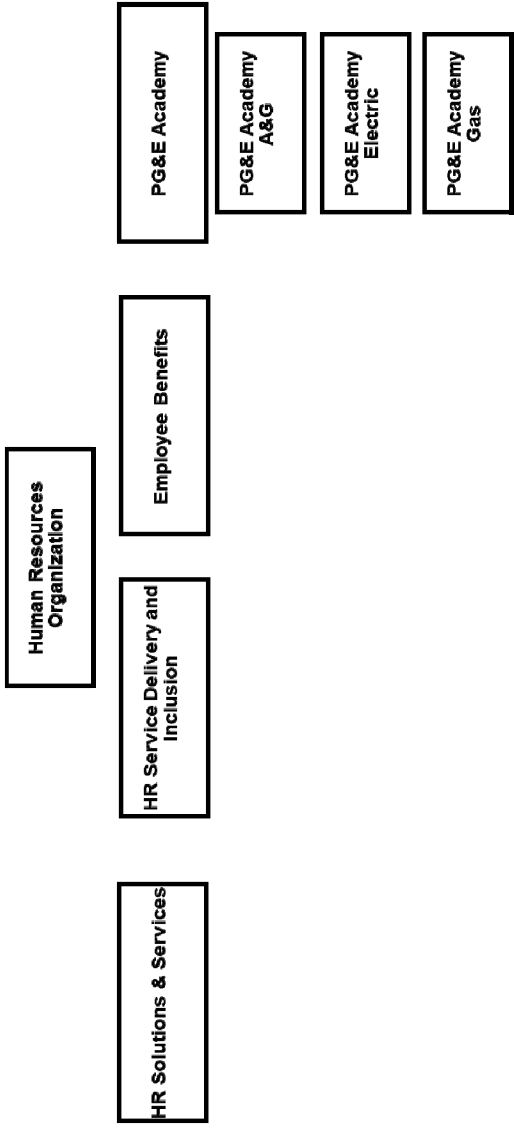 Human Resources
Organization
HR Solutions & Services
HR Service Delivery and
Inclusion
Employee Benefits
PG&E Academy
PG&E Academy
A&G
PG&E Academy
Electric
PG&E Academy
Gas